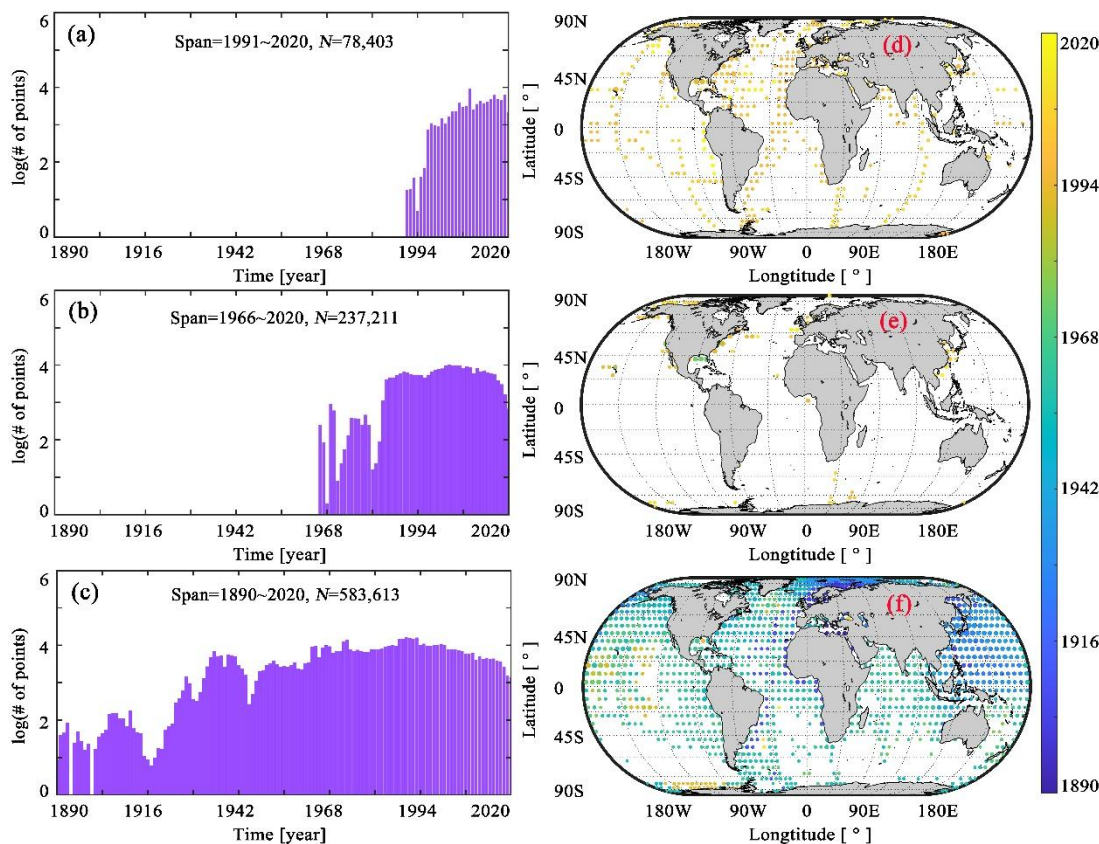 (a)
Span=1991~2020, N=78,403
6
4
2
0
log(# of points)
1890 1916 1942 1968 1994 2020
Time [year]
(d)
90N
45N
0
45S
90S
Latitude [ ° ]
180W 90W 0 90E 180E
Longtitude [ ° ]
(b)
Span=1966~2020, N=237,211
6
4
2
0
log(# of points)
1890 1916 1942 1968 1994 2020
Time [year]
(e)
90N
45N
0
45S
90S
Latitude [ ° ]
180W 90W 0 90E 180E
Longtitude [ ° ]
(c)
Span=1890~2020, N=583,613
6
4
2
0
log(# of points)
1890 1916 1942 1968 1994 2020
Time [year]
(f)
90N
45N
0
45S
90S
Latitude [ ° ]
180W 90W 0 90E 180E
Longtitude [ ° ]
2020
1994
1968
1942
1916
1890